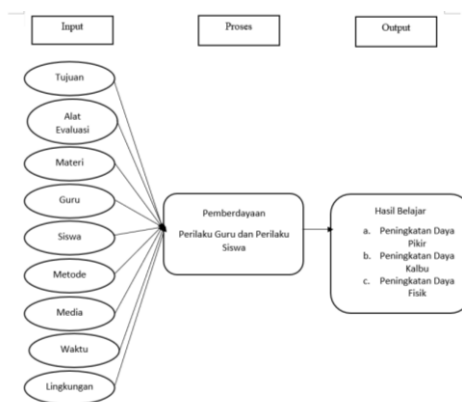 Input
Proses
Output
Tujuan
Alat
Evaluasi
Materi
Guru
Siswa
Metode
Media
Waktu
Lingkungan
Pemberdayaan
Perilaku Guru dan Perilaku
Siswa
Hasil Belajar
a. Peningkatan Daya
Pikir
b. Peningkatan Daya
Kalbu
c. Peningkatan Daya
Fisik